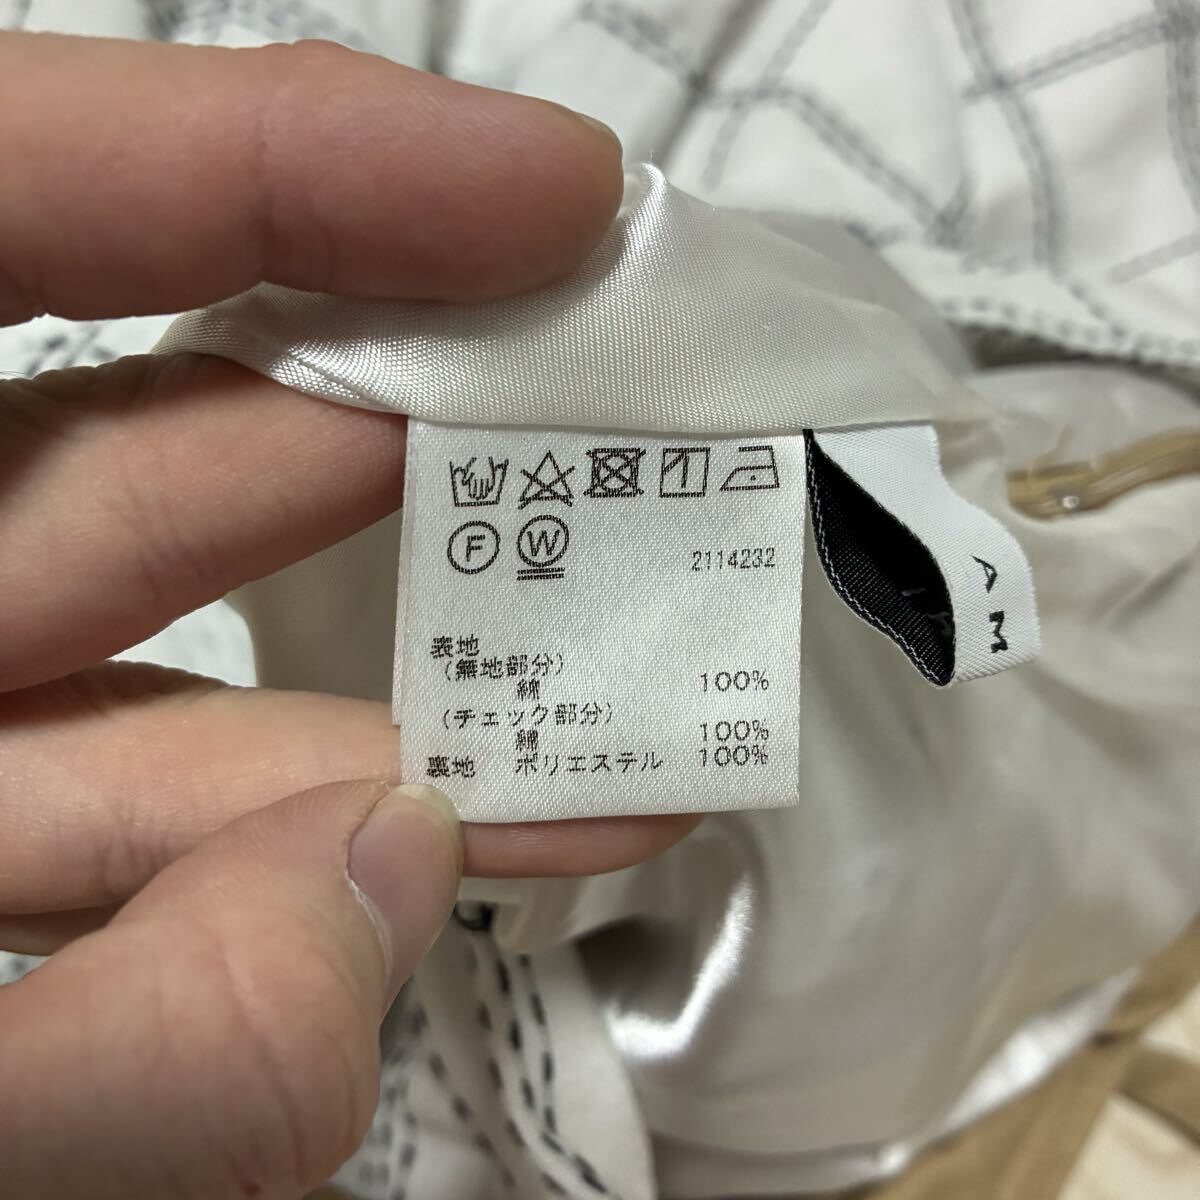 F W 2114232
表地
(無地部分)
綿 100%
(チェック部分)
綿 100%
裏地 ポリエステル 100%
A M